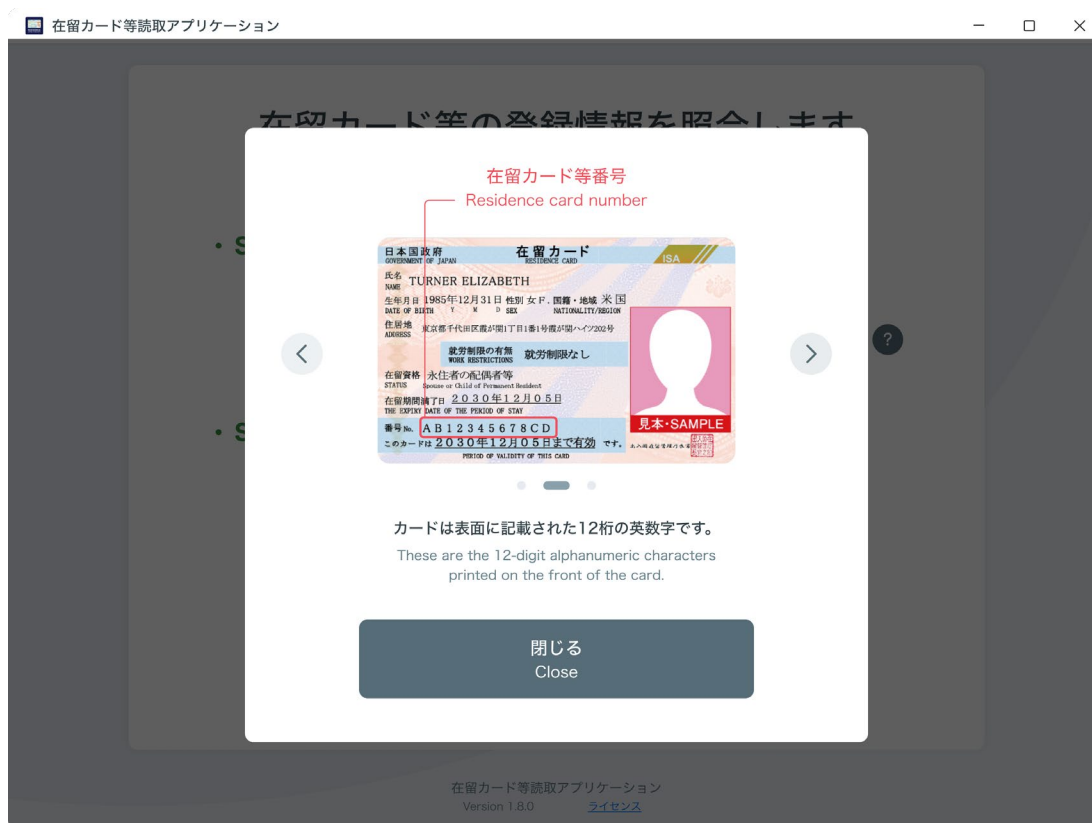 在留カード等読取アプリケーション
在留カード等の登録情報を照会します
在留カード等番号
Residence card number
• S
日本国政府 在留カード ISA
GOVERNMENT OF JAPAN RESIDENCE CARD
氏名 TURNER ELIZABETH
NAME
生年月日 1985年12月31日 性別 女 F. 国籍・地域 米国
DATE OF BIRTH Y M D SEX NATIONALITY/REGION
住居地 東京都千代田区霞が関1丁目1番1号霞が関ハイツ202号
ADDRESS
?
就労制限の有無 就労制限なし
WORK RESTRICTIONS
在留資格 永住者の配偶者等
STATUS Spouse or Child of Permanent Resident
在留期間満了日 2030年12月05日
THE EXPIRY DATE OF THE PERIOD OF STAY
見本・SAMPLE
番号 No. AB12345678CD
• S
このカードは 2030年12月05日まで有効 です。
PERIOD OF VALIDITY OF THIS CARD
カードは表面に記載された12桁の英数字です。
These are the 12-digit alphanumeric characters
printed on the front of the card.
閉じる
Close
在留カード等読取アプリケーション
Version 1.8.0 ライセンス